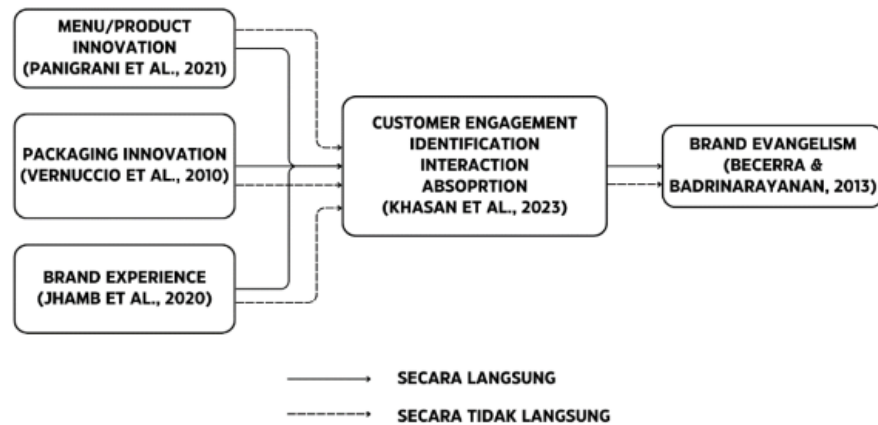 MENU/PRODUCT
INNOVATION
(PANIGRANI ET AL., 2021)
PACKAGING INNOVATION
(VERNUCCIO ET AL., 2010)
BRAND EXPERIENCE
(JHAMB ET AL., 2020)
CUSTOMER ENGAGEMENT
IDENTIFICATION
INTERACTION
ABSOPRTION
(KHASAN ET AL., 2023)
BRAND EVANGELISM
(BECERRA &
BADRINARAYANAN, 2013)
SECARA LANGSUNG
SECARA TIDAK LANGSUNG